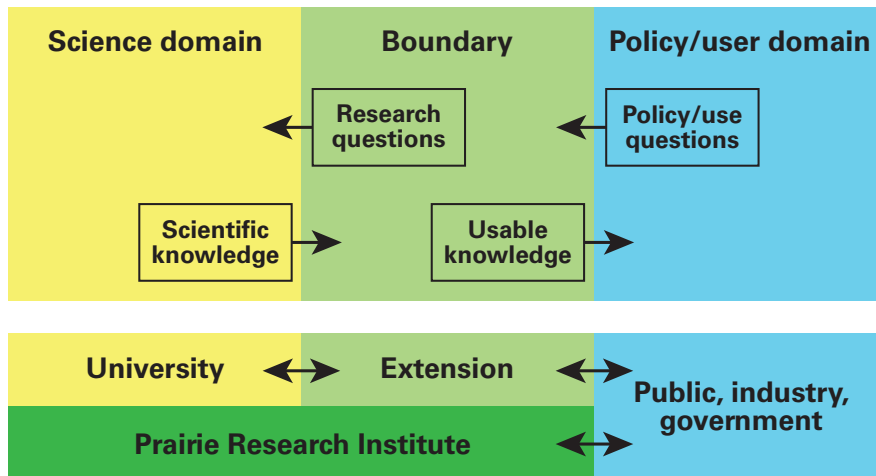 Science domain
Boundary
Policy/user domain
Research
questions
Policy/use
questions
Scientific
knowledge
Usable
knowledge
University
Extension
Public, industry,
government
Prairie Research Institute